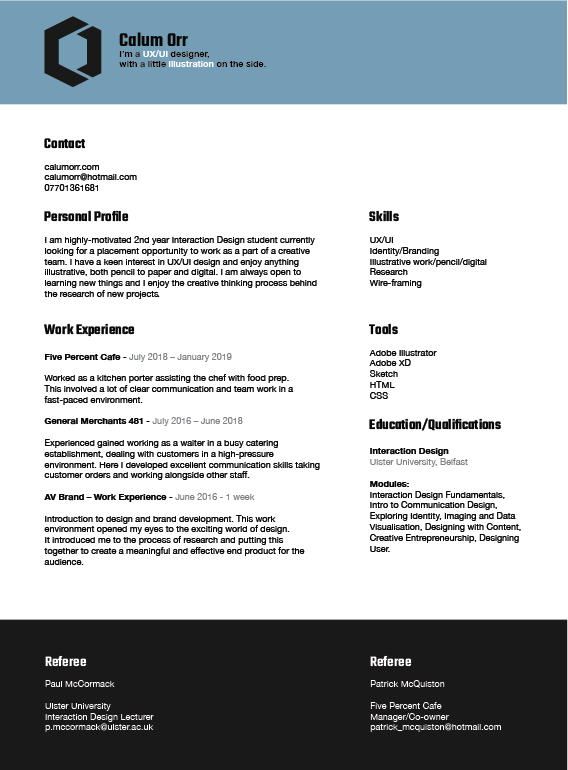 Calum Orr
I'm a UX/UI designer,
with a little illustration on the side.
Contact
calumorr.com
calumorr@hotmail.com
07701361681
Personal Profile
I am highly-motivated 2nd year Interaction Design student currently
looking for a placement opportunity to work as a part of a creative
team. I have a keen interest in UX/UI design and enjoy anything
illustrative, both pencil to paper and digital. I am always open to
learning new things and I enjoy the creative thinking process behind
the research of new projects.
Skills
UX/UI
Identity/Branding
Illustrative work/pencil/digital
Research
Wire-framing
Work Experience
Five Percent Cafe - July 2018 – January 2019
Worked as a kitchen porter assisting the chef with food prep.
This involved a lot of clear communication and team work in a
fast-paced environment.
General Merchants 481 - July 2016 – June 2018
Experienced gained working as a waiter in a busy catering
establishment, dealing with customers in a high-pressure
environment. Here I developed excellent communication skills taking
customer orders and working alongside other staff.
AV Brand – Work Experience - June 2016 - 1 week
Introduction to design and brand development. This work
environment opened my eyes to the exciting world of design.
It introduced me to the process of research and putting this
together to create a meaningful and effective end product for the
audience.
Tools
Adobe Illustrator
Adobe XD
Sketch
HTML
CSS
Education/Qualifications
Interaction Design
Ulster University, Belfast
Modules:
Interaction Design Fundamentals,
Intro to Communication Design,
Exploring Identity, Imaging and Data
Visualisation, Designing with Content,
Creative Entrepreneurship, Designing
User.
Referee
Paul McCormack
Ulster University
Interaction Design Lecturer
p.mccormack@ulster.ac.uk
Referee
Patrick McQuiston
Five Percent Cafe
Manager/Co-owner
patrick_mcquiston@hotmail.com